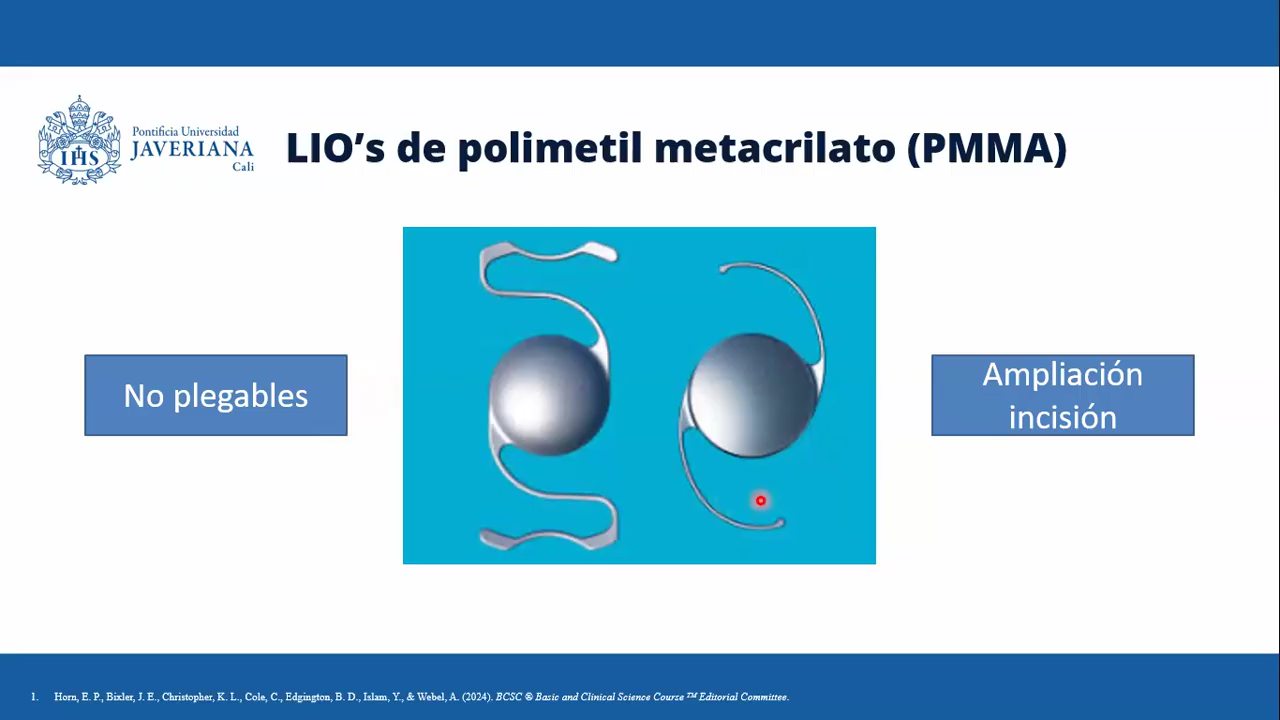 Pontificia Universidad
JAVERIANA
Cali
IHS
LIO’s de polimetil metacrilato (PMMA)
No plegables
Ampliación
incisión
1. Horn, E. P., Bixler, J. E., Christopher, K. L., Cole, C., Edgington, B. D., Islam, Y., & Webel, A. (2024). BCSC ® Basic and Clinical Science Course ™ Editorial Committee.